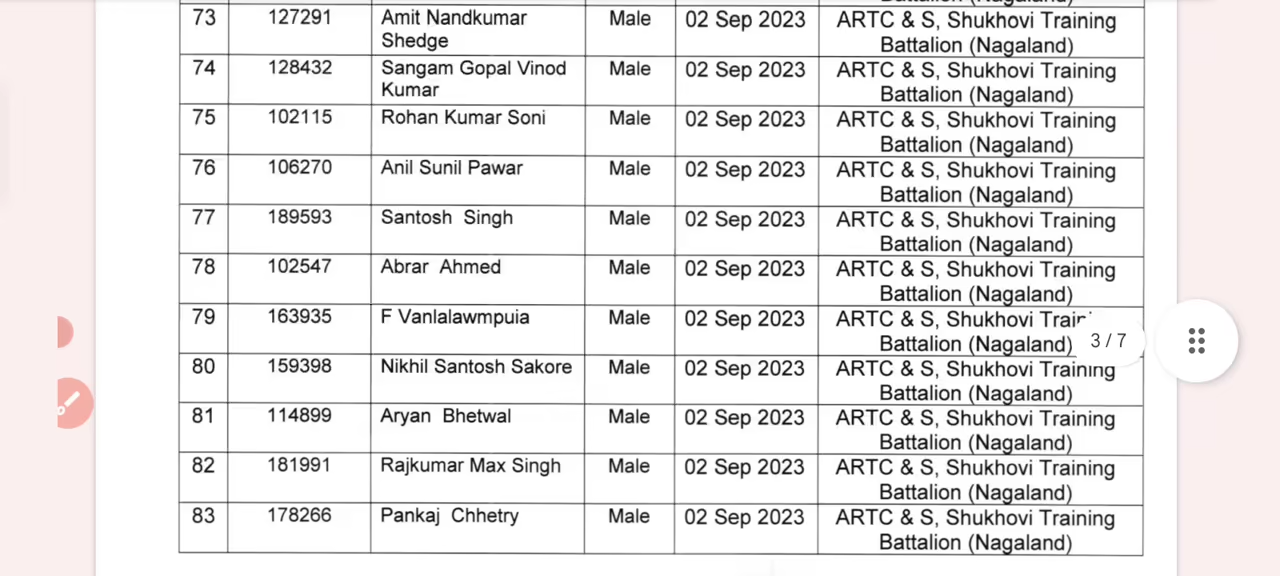 Battalion (Nagaland)
73 127291 Amit Nandkumar Shedge Male 02 Sep 2023 ARTC & S, Shukhovi Training Battalion (Nagaland)
74 128432 Sangam Gopal Vinod Kumar Male 02 Sep 2023 ARTC & S, Shukhovi Training Battalion (Nagaland)
75 102115 Rohan Kumar Soni Male 02 Sep 2023 ARTC & S, Shukhovi Training Battalion (Nagaland)
76 106270 Anil Sunil Pawar Male 02 Sep 2023 ARTC & S, Shukhovi Training Battalion (Nagaland)
77 189593 Santosh Singh Male 02 Sep 2023 ARTC & S, Shukhovi Training Battalion (Nagaland)
78 102547 Abrar Ahmed Male 02 Sep 2023 ARTC & S, Shukhovi Training Battalion (Nagaland)
79 163935 F Vanlalawmpuia Male 02 Sep 2023 ARTC & S, Shukhovi Training Battalion (Nagaland)
3 / 7
80 159398 Nikhil Santosh Sakore Male 02 Sep 2023 ARTC & S, Shukhovi Training Battalion (Nagaland)
81 114899 Aryan Bhetwal Male 02 Sep 2023 ARTC & S, Shukhovi Training Battalion (Nagaland)
82 181991 Rajkumar Max Singh Male 02 Sep 2023 ARTC & S, Shukhovi Training Battalion (Nagaland)
83 178266 Pankaj Chhetry Male 02 Sep 2023 ARTC & S, Shukhovi Training Battalion (Nagaland)